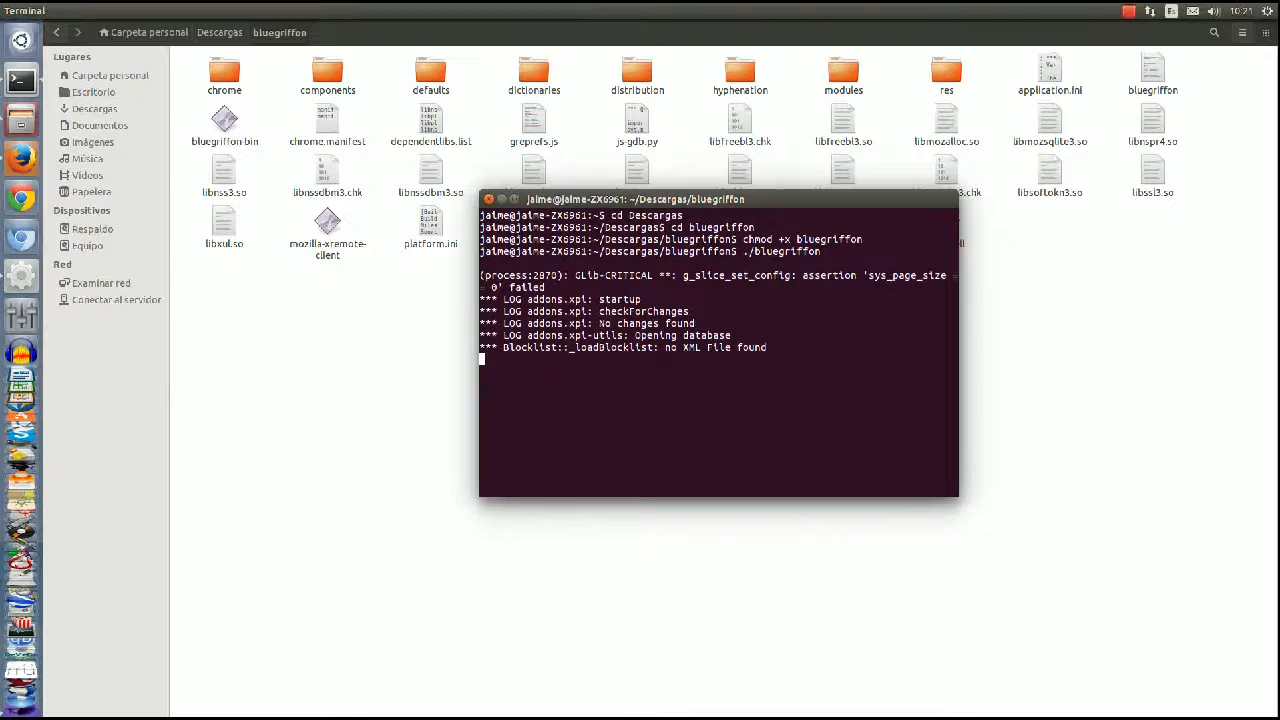 Terminal
Es
10:21
Carpeta personal
Descargas
bluegriffon
Lugares
Carpeta personal
Escritorio
Descargas
Documentos
Imágenes
Música
Vídeos
Papelera
Dispositivos
Respaldo
Equipo
Red
Examinar red
Conectar al servidor
chrome
components
defaults
dictionaries
distribution
hyphenation
modules
res
application.ini
bluegriffon
bluegriffon-bin
chrome.manifest
dependentlibs.list
greprefs.js
js-gdb.py
libfreebl3.chk
libfreebl3.so
libmozalloc.so
libmozsqlite3.so
libnspr4.so
libnss3.so
libnssdbm3.chk
libnssdbm3.so
libsoftokn3.so
libssl3.so
libxul.so
mozilla-xremote-
client
platform.ini
jaime@jaime-ZX6961: ~/Descargas/bluegriffon
jaime@jaime-ZX6961:~$ cd Descargas
jaime@jaime-ZX6961:~/Descargas$ cd bluegriffon
jaime@jaime-ZX6961:~/Descargas/bluegriffon$ chmod +x bluegriffon
jaime@jaime-ZX6961:~/Descargas/bluegriffon$ ./bluegriffon
(process:2870): GLib-CRITICAL **: g_slice_set_config: assertion 'sys_page_size =
= 0' failed
*** LOG addons.xpi: startup
*** LOG addons.xpi: checkForChanges
*** LOG addons.xpi: No changes found
*** LOG addons.xpi-utils: Opening database
*** Blocklist::_loadBlocklist: no XML File found